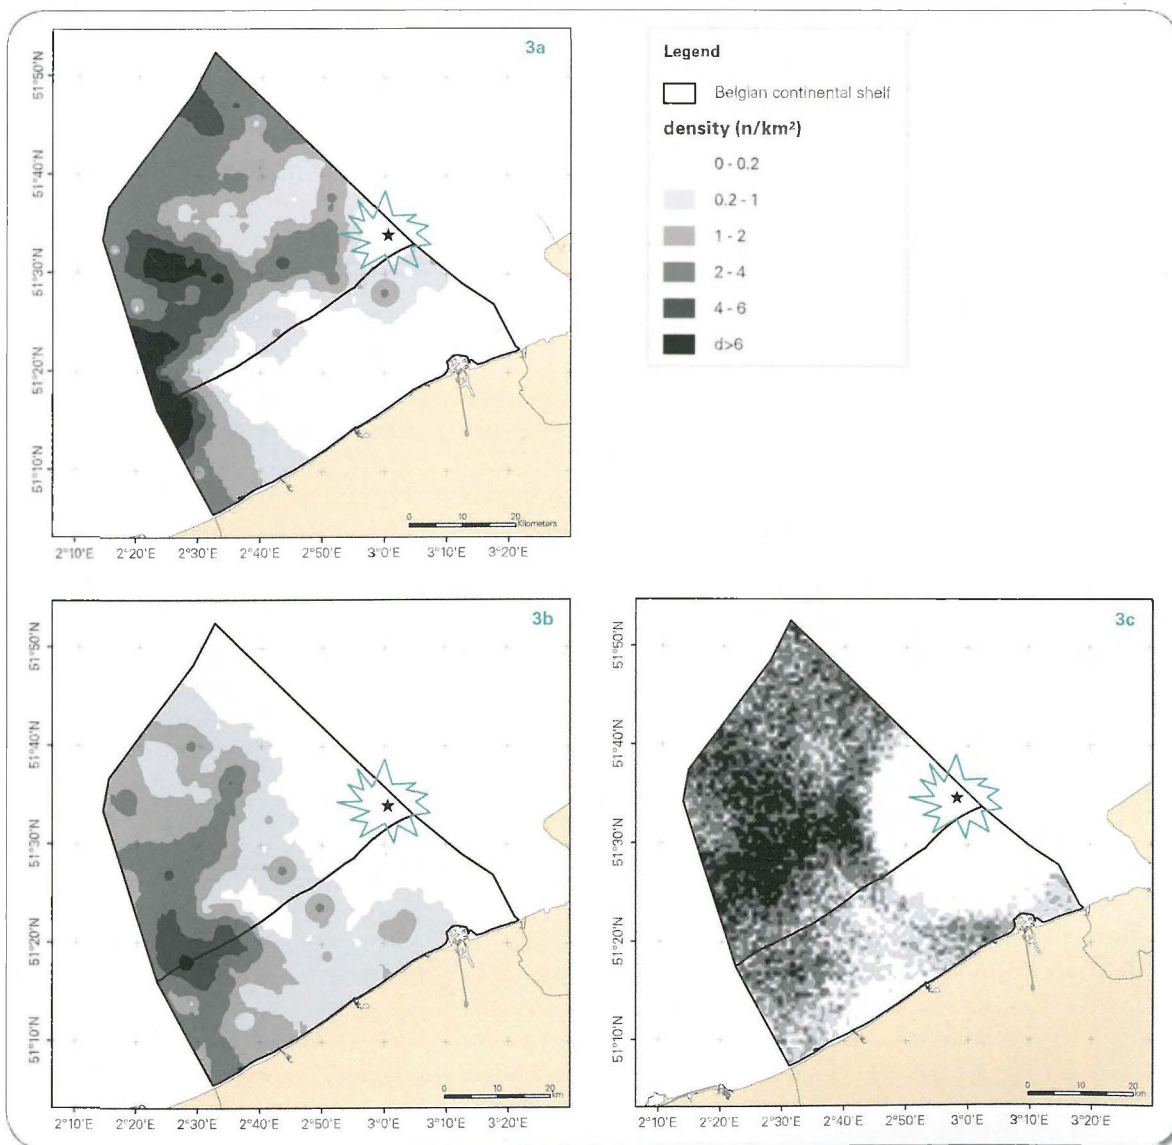 3a
51°50'N
51°40'N
51°30'N
51°20'N
51°10'N
0 10 20
Kilometers
2°10'E 2°20'E 2°30'E 2°40'E 2°50'E 3°0'E 3°10'E 3°20'E
Legend
Belgian continental shelf
density (n/km²)
0 - 0.2
0.2 - 1
1 - 2
2 - 4
4 - 6
d>6
3b
51°50'N
51°40'N
51°30'N
51°20'N
51°10'N
0 10 20
km
2°10'E 2°20'E 2°30'E 2°40'E 2°50'E 3°0'E 3°10'E 3°20'E
3c
51°50'N
51°40'N
51°30'N
51°20'N
51°10'N
0 10 20
km
2°10'E 2°20'E 2°30'E 2°40'E 2°50'E 3°0'E 3°10'E 3°20'E